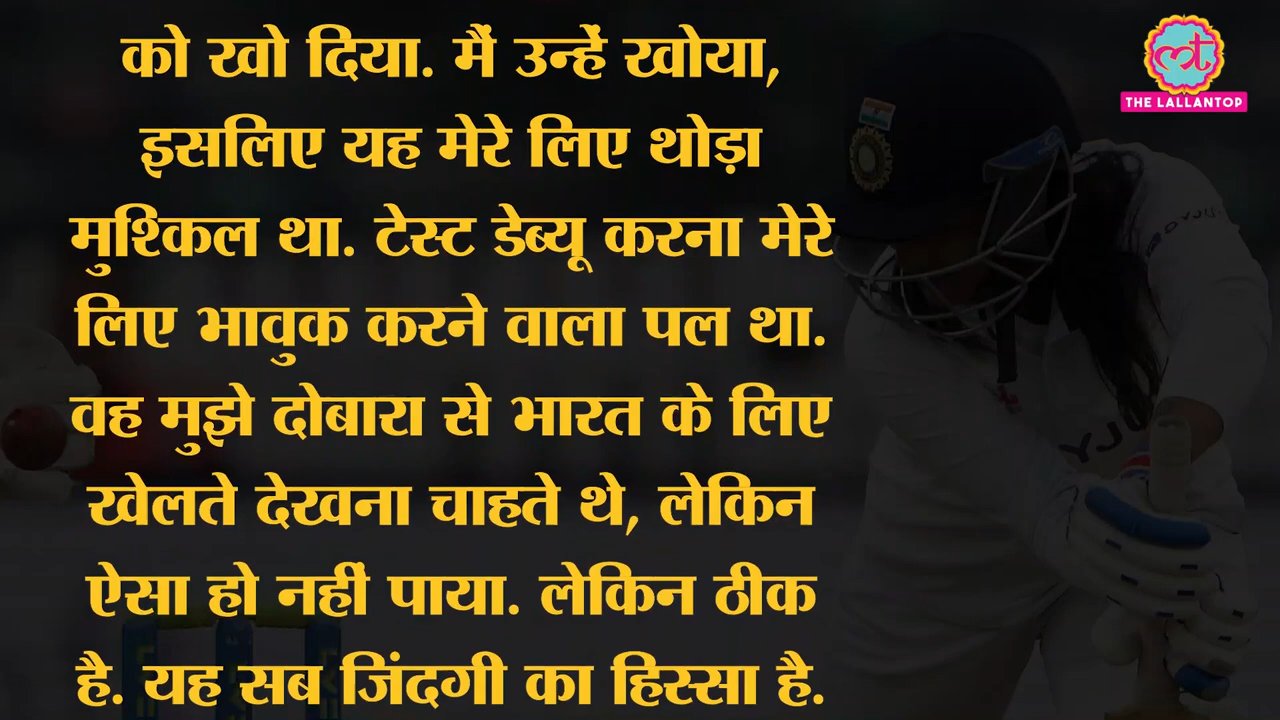 को खो दिया. मैं उन्हें खोया,
इसलिए यह मेरे लिए थोड़ा
मुश्किल था. टेस्ट डेब्यू करना मेरे
लिए भावुक करने वाला पल था.
वह मुझे दोबारा से भारत के लिए
खेलते देखना चाहते थे, लेकिन
ऐसा हो नहीं पाया. लेकिन ठीक
है. यह सब जिंदगी का हिस्सा है.
THE LALLANTOP